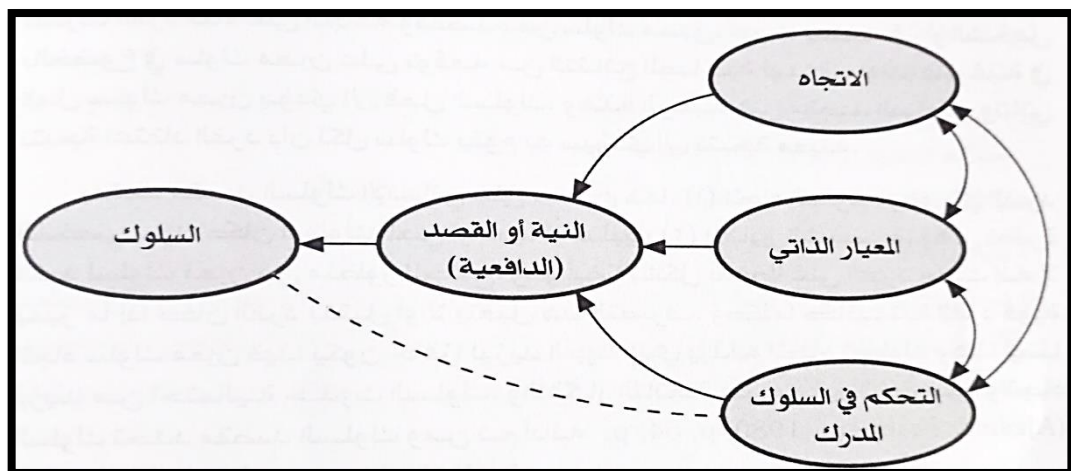 الاتجاه
المعيار الذاتي
النية أو القصد
(الدافعية)
السلوك
التحكم في السلوك
المدرك